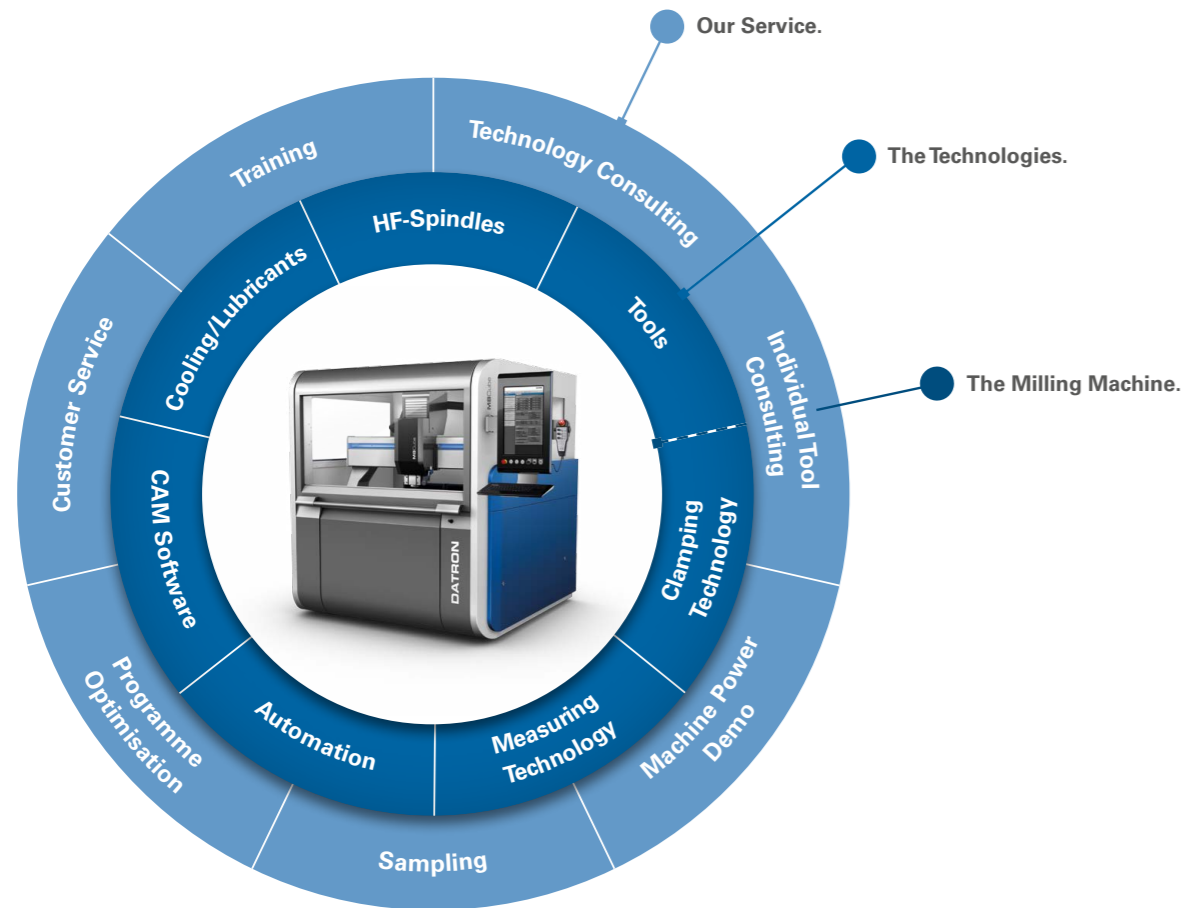 Our Service.
The Technologies.
The Milling Machine.
Technology Consulting
Individual Tool
Consulting
Machine Power
Demo
Sampling
Programme
Optimisation
Customer Service
Training
HF-Spindles
Tools
Clamping
Technology
Measuring
Technology
Automation
CAM Software
Cooling/Lubricants
M8Cube
DATRON